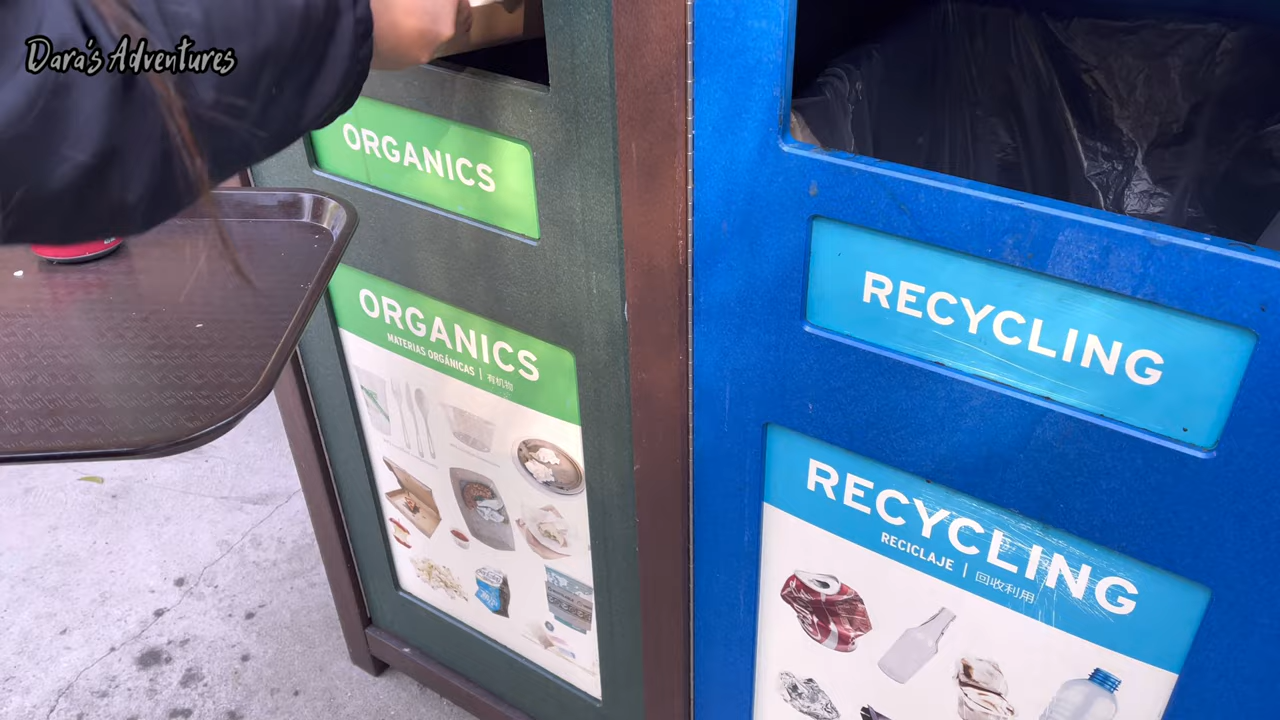 Dara's Adventures
ORGANICS
ORGANICS
MATERIAS ORGÁNICAS | 有机物
RECYCLING
RECYCLING
RECICLAJE | 回收利用